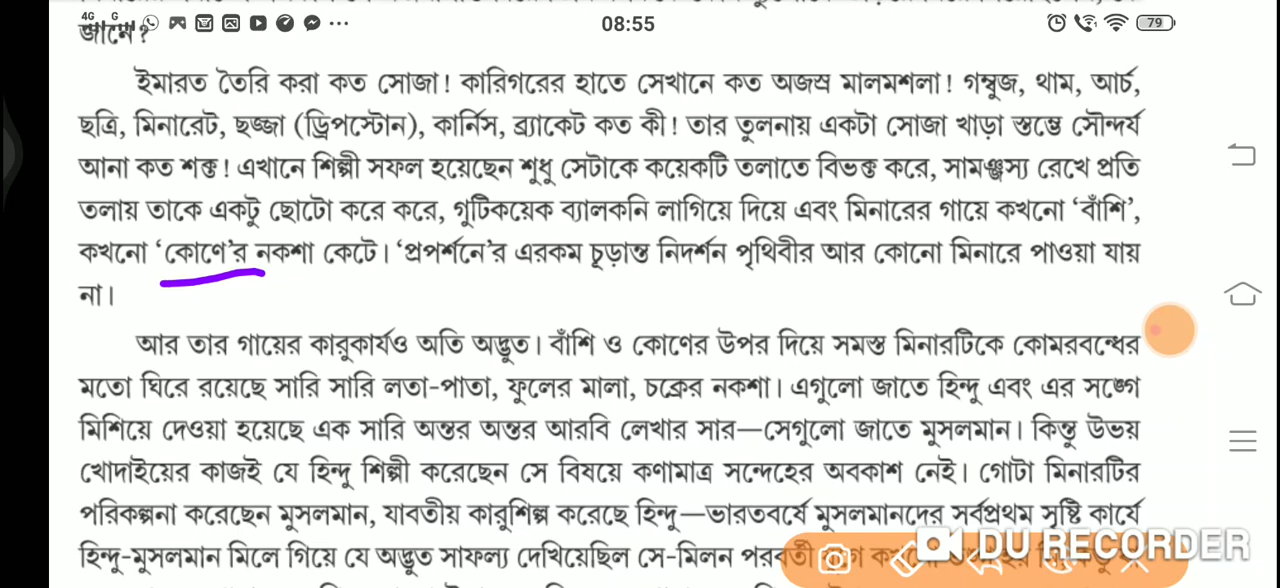 4G G
08:55
79
জানে?
ইমারত তৈরি করা কত সোজা! কারিগরের হাতে সেখানে কত অজস্র মালমশলা! গম্বুজ, থাম, আর্চ,
ছত্রি, মিনারেট, ছজ্জা (ড্রিপস্টোন), কার্নিস, ব্র্যাকেট কত কী! তার তুলনায় একটা সোজা খাড়া স্তম্ভে সৌন্দর্য
আনা কত শক্ত! এখানে শিল্পী সফল হয়েছেন শুধু সেটাকে কয়েকটি তলাতে বিভক্ত করে, সামঞ্জস্য রেখে প্রতি
তলায় তাকে একটু ছোটো করে করে, গুটিকয়েক ব্যালকনি লাগিয়ে দিয়ে এবং মিনারের গায়ে কখনো ‘বাঁশি’,
কখনো ‘কোণে’র নকশা কেটে। ‘প্রপর্শনে’র এরকম চূড়ান্ত নিদর্শন পৃথিবীর আর কোনো মিনারে পাওয়া যায়
না।
আর তার গায়ের কারুকার্যও অতি অদ্ভুত। বাঁশি ও কোণের উপর দিয়ে সমস্ত মিনারটিকে কোমরবন্ধের
মতো ঘিরে রয়েছে সারি সারি লতা-পাতা, ফুলের মালা, চক্রের নকশা। এগুলো জাতে হিন্দু এবং এর সঙ্গে
মিশিয়ে দেওয়া হয়েছে এক সারি অন্তর অন্তর আরবি লেখার সার—সেগুলো জাতে মুসলমান। কিন্তু উভয়
খোদাইয়ের কাজই যে হিন্দু শিল্পী করেছেন সে বিষয়ে কণামাত্র সন্দেহের অবকাশ নেই। গোটা মিনারটির
পরিকল্পনা করেছেন মুসলমান, যাবতীয় কারুশিল্প করেছে হিন্দু—ভারতবর্ষে মুসলমানদের সর্বপ্রথম সৃষ্টি কার্যে
হিন্দু-মুসলমান মিলে গিয়ে যে অদ্ভুত সাফল্য দেখিয়েছিল সে-মিলন পরবর্তী
DU RECORDER